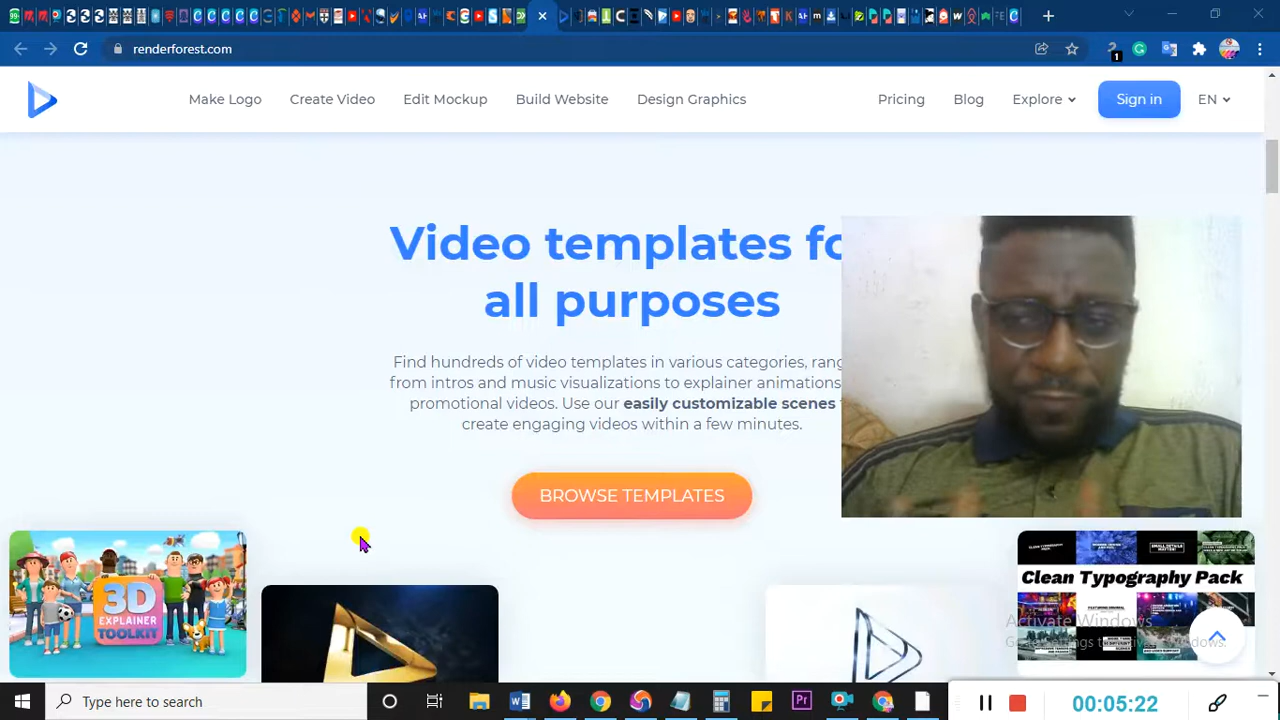 renderforest.com
1
Make Logo
Create Video
Edit Mockup
Build Website
Design Graphics
Pricing
Blog
Explore
Sign in
EN
Video templates fo
all purposes
Find hundreds of video templates in various categories, rang
from intros and music visualizations to explainer animations
promotional videos. Use our easily customizable scenes
create engaging videos within a few minutes.
BROWSE TEMPLATES
3D
EXPLAINER
TOOLKIT
Clean Typography Pack
Activate Windows
Type here to search
00:05:22